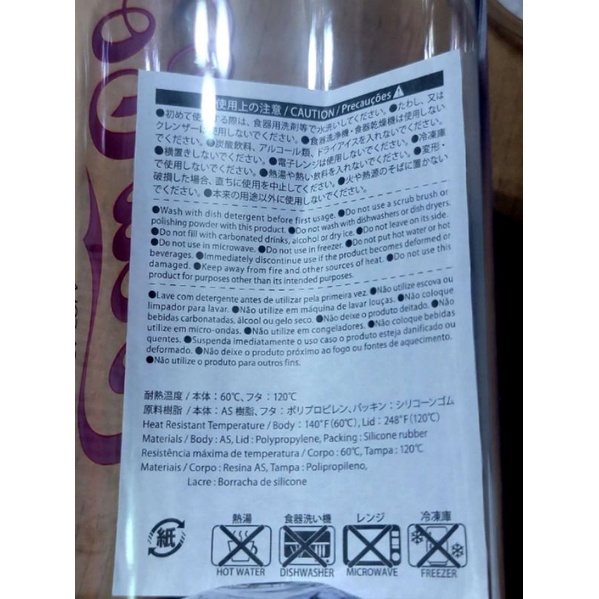 使用上の注意 / CAUTION / Precauções
●初めて使用する際は、食器用洗剤等で水洗いしてください。●たわし、又は
クレンザーは使用しないでください。●食器洗浄機・食器乾燥機は使用しない
でください。●炭酸飲料、アルコール類、ドライアイスを入れないでください。
●横置きしないでください。●電子レンジは使用しないでください。●冷凍庫
で使用しないでください。●熱湯や熱い飲料を入れないでください。●変形・
破損した場合、直ちに使用を中止してください。●火や熱源のそばに置かない
でください。●本来の用途以外に使用しないでください。
●Wash with dish detergent before first usage. ●Do not use a scrub brush or
polishing powder with this product. ●Do not wash with dishwashers or dish dryers.
●Do not fill with carbonated drinks, alcohol or dry ice. ●Do not leave on its side.
●Do not use in microwave. ●Do not use in freezer. ●Do not put hot water or hot
beverages. ●Immediately discontinue use if the product becomes deformed or
damaged. ●Keep away from fire and other sources of heat. ●Do not use this
product for purposes other than its intended purposes.
●Lave com detergente antes de utilizar pela primeira vez. ●Não utilize escova ou
limpador para lavar. ●Não utilize em máquina de lavar louças. ●Não coloque
bebidas carbonatadas, álcool ou gelo seco. ●Não deixe o produto deitado. ●Não
utilize em micro-ondas. ●Não utilize em congeladores. ●Não coloque bebidas
quentes. ●Suspenda imediatamente o uso caso o produto esteja danificado ou
deformado. ●Não deixe o produto próximo ao fogo ou fontes de aquecimento.
●Não utilize o produto para outros fins.
耐熱温度 / 本体：60℃、フタ：120℃
原料樹脂 / 本体：AS 樹脂、フタ：ポリプロピレン、パッキン：シリコーンゴム
Heat Resistant Temperature / Body : 140°F (60℃), Lid : 248°F (120℃)
Materials / Body : AS, Lid : Polypropylene, Packing : Silicone rubber
Resistência máxima de temperatura / Corpo : 60℃, Tampa : 120℃
Materiais / Corpo : Resina AS, Tampa : Polipropileno,
Lacre : Borracha de silicone
紙
熱湯 食器洗い機 レンジ 冷凍庫
HOT WATER DISHWASHER MICROWAVE FREEZER